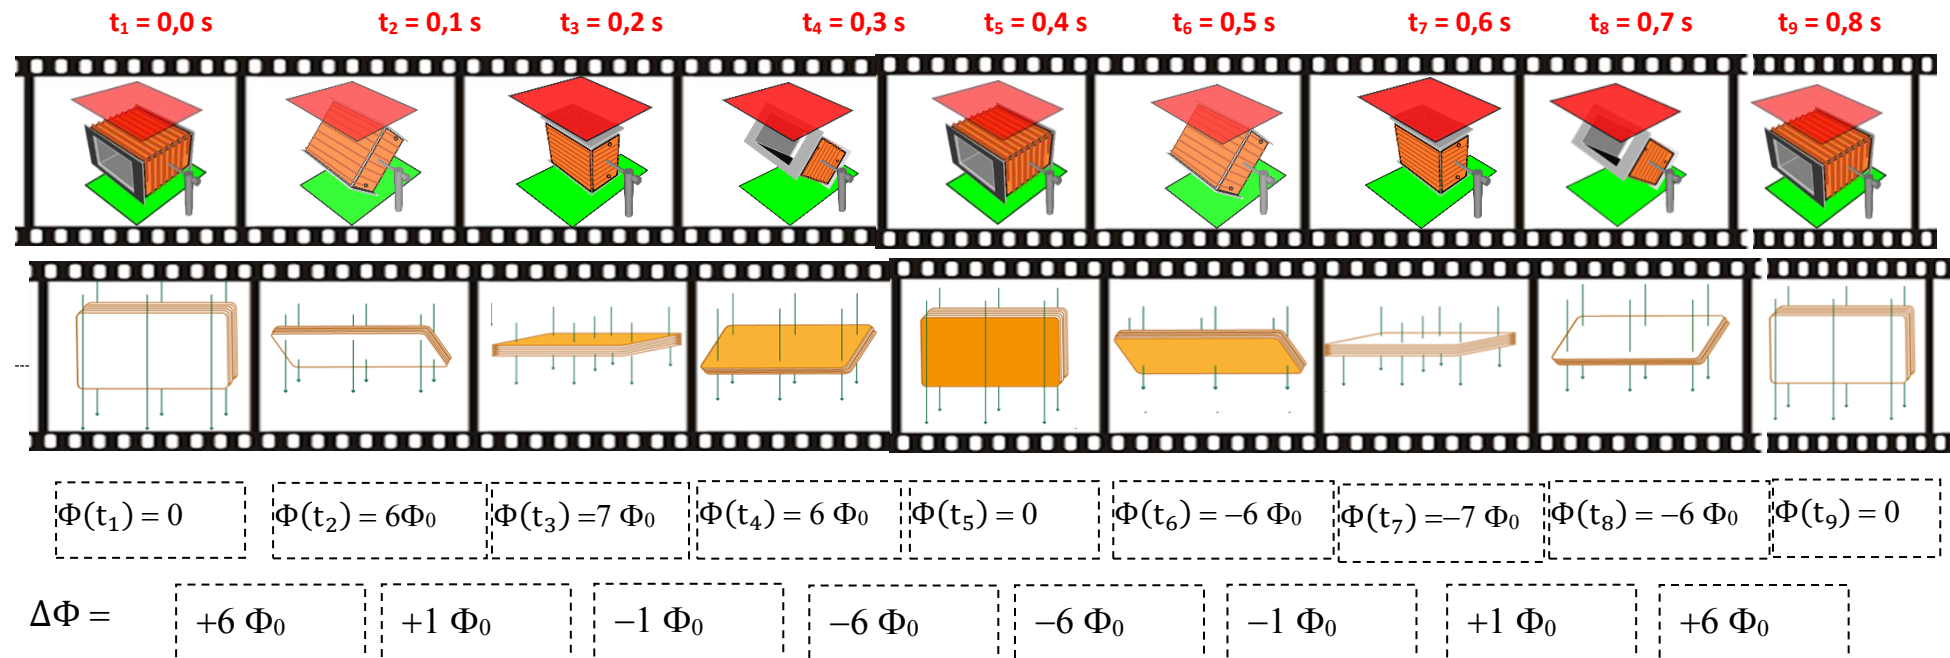 t₁ = 0,0 s t₂ = 0,1 s t₃ = 0,2 s t₄ = 0,3 s t₅ = 0,4 s t₆ = 0,5 s t₇ = 0,6 s t₈ = 0,7 s t₉ = 0,8 s
Φ(t₁) = 0 Φ(t₂) = 6Φ₀ Φ(t₃) =7 Φ₀ Φ(t₄) = 6 Φ₀ Φ(t₅) = 0 Φ(t₆) = −6 Φ₀ Φ(t₇) =−7 Φ₀ Φ(t₈) = −6 Φ₀ Φ(t₉) = 0
ΔΦ = +6 Φ₀ +1 Φ₀ −1 Φ₀ −6 Φ₀ −6 Φ₀ −1 Φ₀ +1 Φ₀ +6 Φ₀